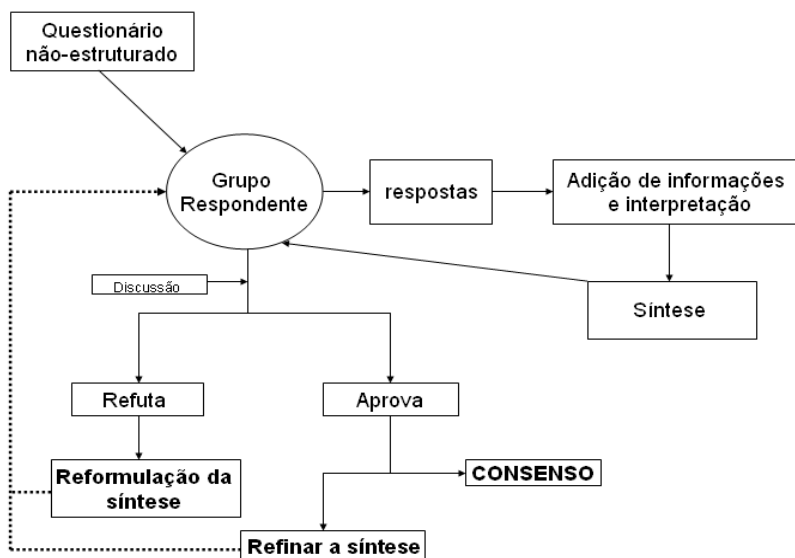 Questionário
não-estruturado
Grupo
Respondente
respostas
Adição de informações
e interpretação
Síntese
Discussão
Refuta
Aprova
Reformulação da
síntese
CONSENSO
Refinar a síntese